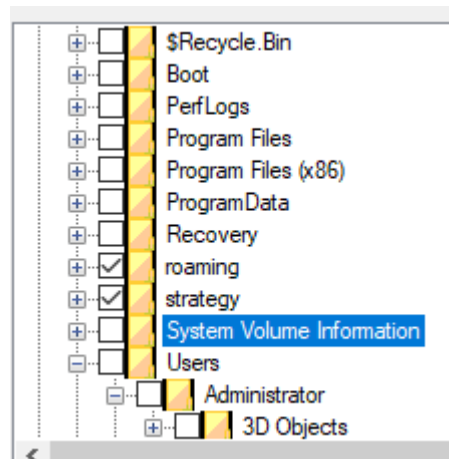 $Recycle.Bin
Boot
PerfLogs
Program Files
Program Files (x86)
ProgramData
Recovery
roaming
strategy
System Volume Information
Users
Administrator
3D Objects